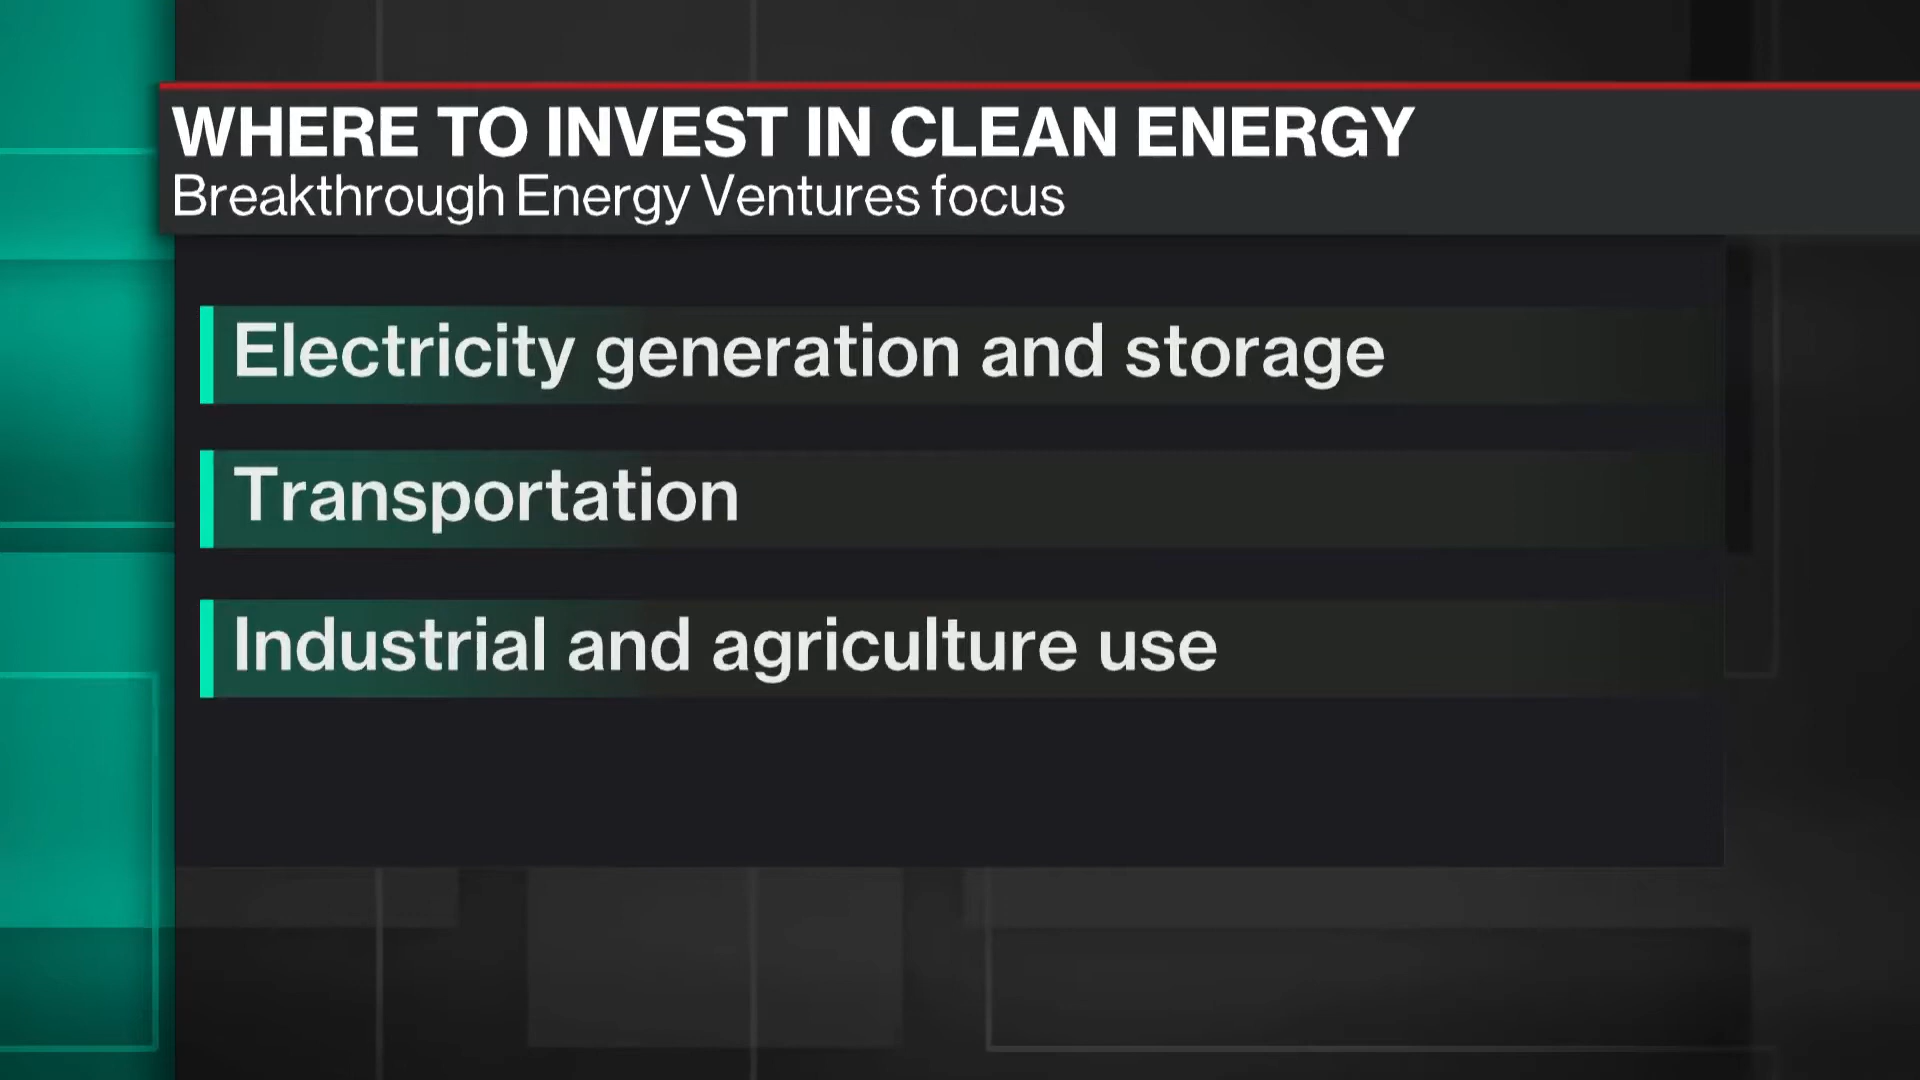 WHERE TO INVEST IN CLEAN ENERGY
Breakthrough Energy Ventures focus
Electricity generation and storage
Transportation
Industrial and agriculture use